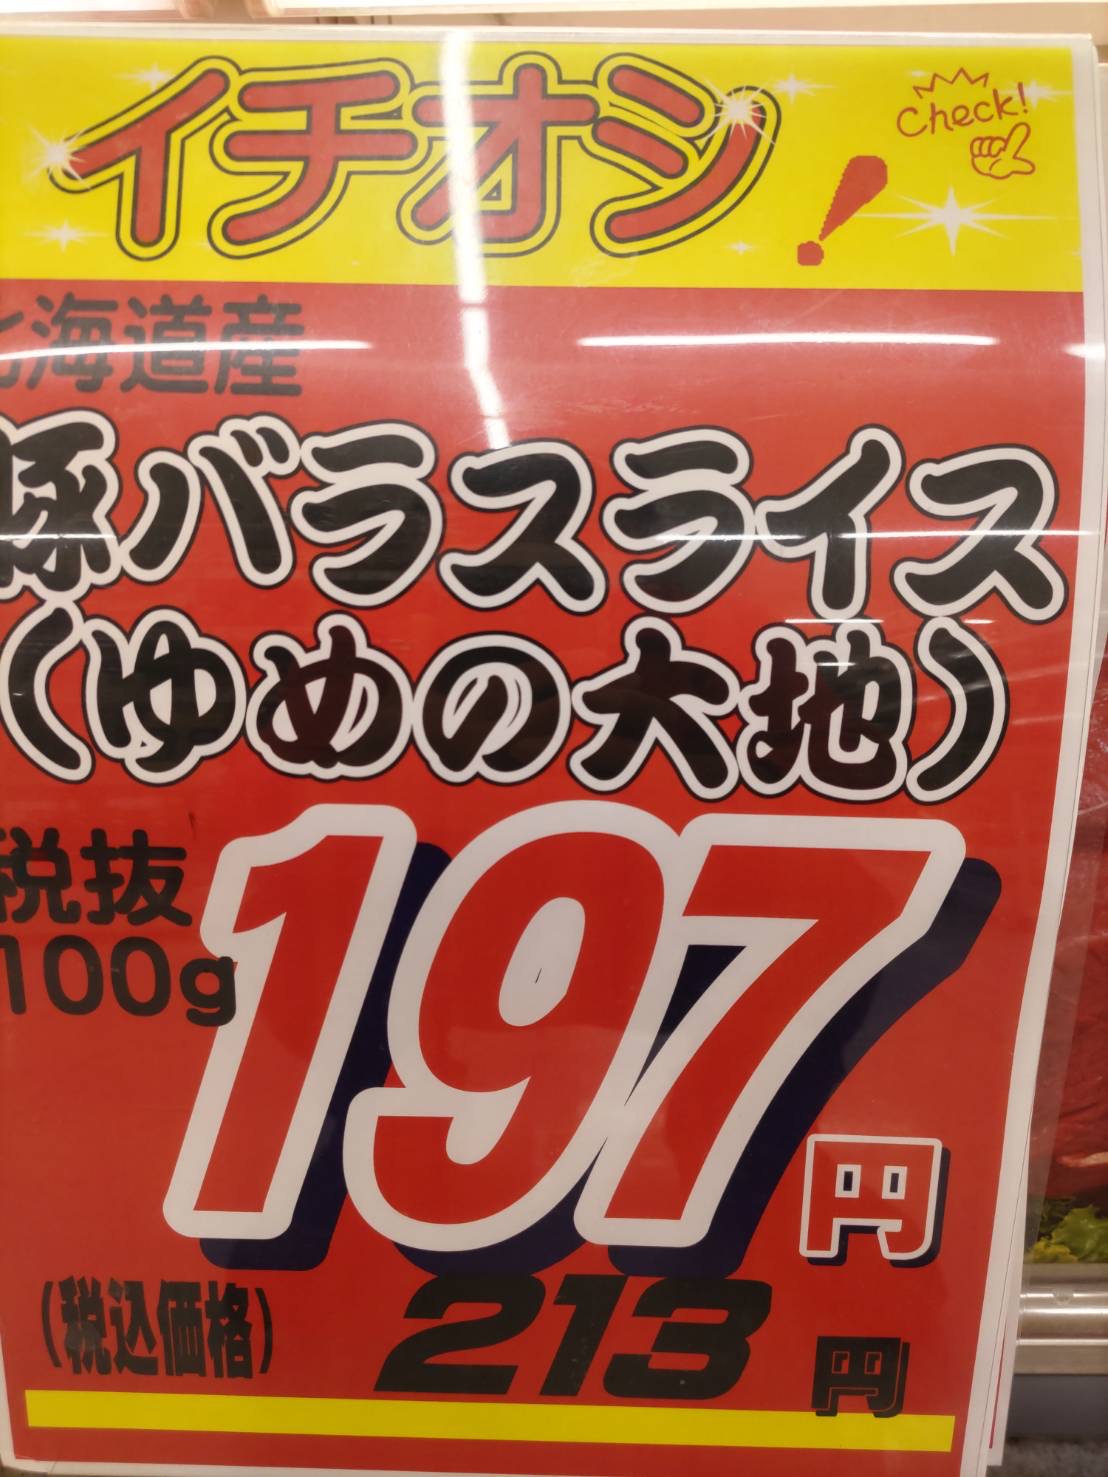 イチオシ!
Check!
北海道産
豚バラスライス
(ゆめの大地)
税抜
100g
197円
(税込価格) 213円